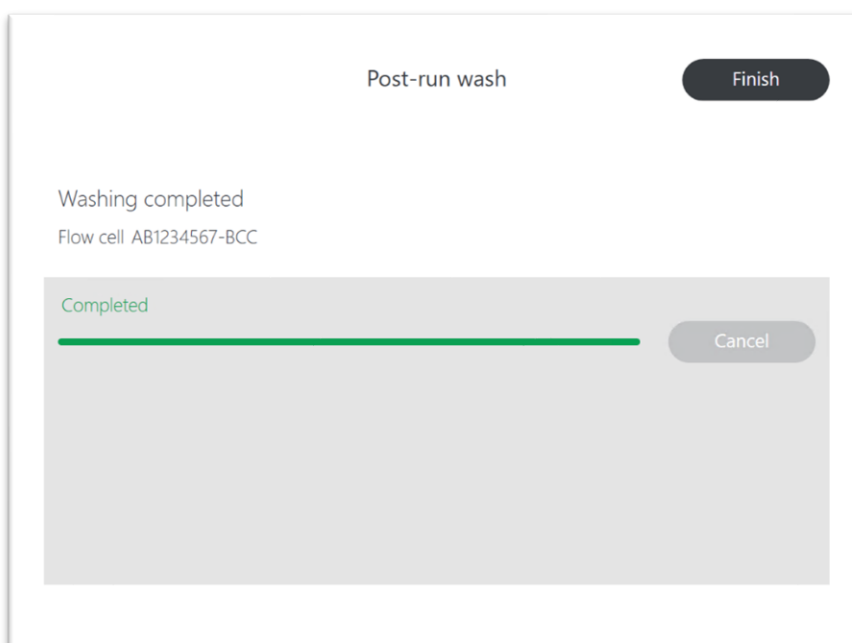 Post-run wash
Finish
Washing completed
Flow cell AB1234567-BCC
Completed
Cancel